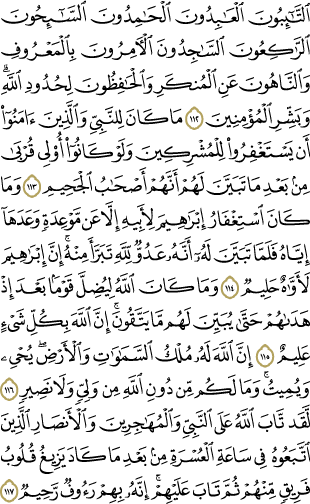 ٱلتَّـٰٓئِبُونَ ٱلْعَـٰبِدُونَ ٱلْحَـٰمِدُونَ ٱلسَّـٰٓئِحُونَ
ٱلرَّٰكِعُونَ ٱلسَّـٰجِدُونَ ٱلْـَٔامِرُونَ بِٱلْمَعْرُوفِ
وَٱلنَّاهُونَ عَنِ ٱلْمُنكَرِ وَٱلْحَـٰفِظُونَ لِحُدُودِ ٱللَّهِ ۗ
وَبَشِّرِ ٱلْمُؤْمِنِينَ ١١٢ مَا كَانَ لِلنَّبِىِّ وَٱلَّذِينَ ءَامَنُوٓا۟
أَن يَسْتَغْفِرُوا۟ لِلْمُشْرِكِينَ وَلَوْ كَانُوٓا۟ أُو۟لِى قُرْبَىٰ
مِنۢ بَعْدِ مَا تَبَيَّنَ لَهُمْ أَنَّهُمْ أَصْحَـٰبُ ٱلْجَحِيمِ ١١٣ وَمَا
كَانَ ٱسْتِغْفَارُ إِبْرَٰهِيمَ لِأَبِيهِ إِلَّا عَن مَّوْعِدَةٍ وَعَدَهَآ
إِيَّاهُ فَلَمَّا تَبَيَّنَ لَهُۥٓ أَنَّهُۥ عَدُوٌّ لِّلَّهِ تَبَرَّأَ مِنْهُ ۚ إِنَّ إِبْرَٰهِيمَ
لَأَوَّٰهٌ حَلِيمٌ ١١٤ وَمَا كَانَ ٱللَّهُ لِيُضِلَّ قَوْمًۢا بَعْدَ إِذْ
هَدَىٰهُمْ حَتَّىٰ يُبَيِّنَ لَهُم مَّا يَتَّقُونَ ۚ إِنَّ ٱللَّهَ بِكُلِّ شَىْءٍ
عَلِيمٌ ١١٥ إِنَّ ٱللَّهَ لَهُۥ مُلْكُ ٱلسَّمَـٰوَٰتِ وَٱلْأَرْضِ ۖ يُحْىِۦ
وَيُمِيتُ ۚ وَمَا لَكُم مِّن دُونِ ٱللَّهِ مِن وَلِىٍّ وَلَا نَصِيرٍ ١١٦
لَّقَد تَّابَ ٱللَّهُ عَلَى ٱلنَّبِىِّ وَٱلْمُهَـٰجِرِينَ وَٱلْأَنصَارِ ٱلَّذِينَ
ٱتَّبَعُوهُ فِى سَاعَةِ ٱلْعُسْرَةِ مِنۢ بَعْدِ مَا كَادَ يَزِيغُ قُلُوبُ
فَرِيقٍ مِّنْهُمْ ثُمَّ تَابَ عَلَيْهِمْ ۚ إِنَّهُۥ بِهِمْ رَءُوفٌ رَّحِيمٌ ١١٧